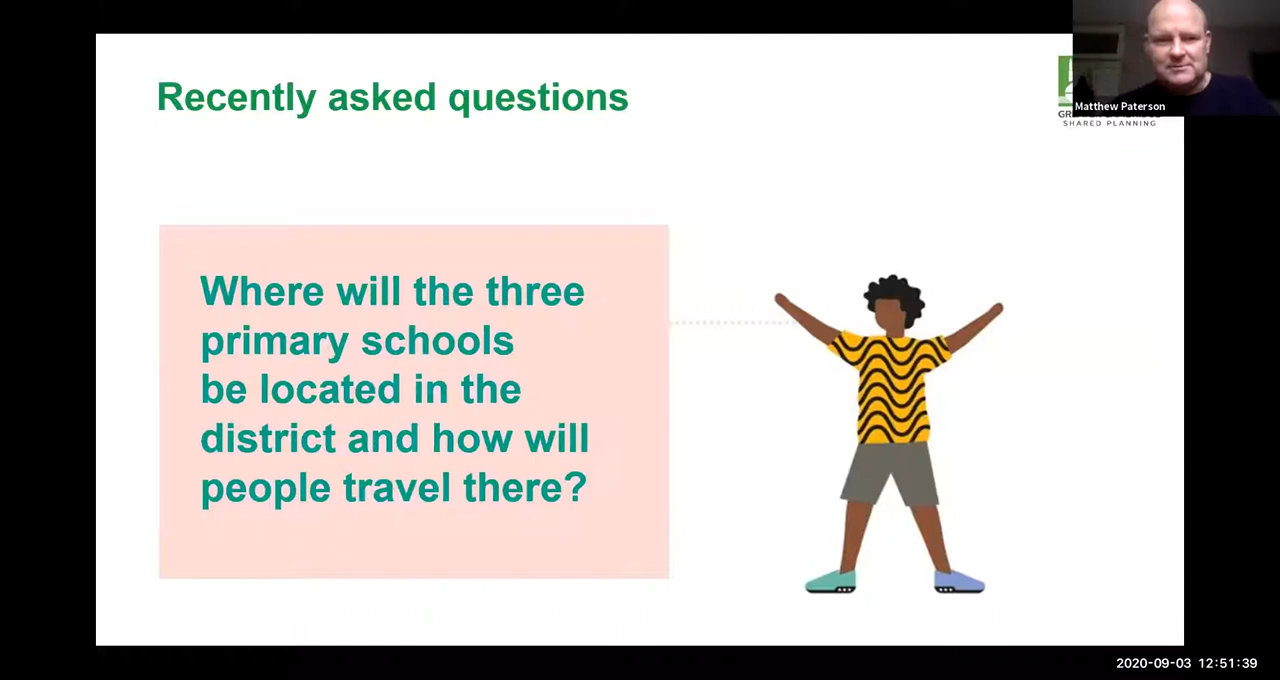 Recently asked questions
Matthew Paterson
SHARED PLANNING
Where will the three
primary schools
be located in the
district and how will
people travel there?
2020-09-03 12:51:39